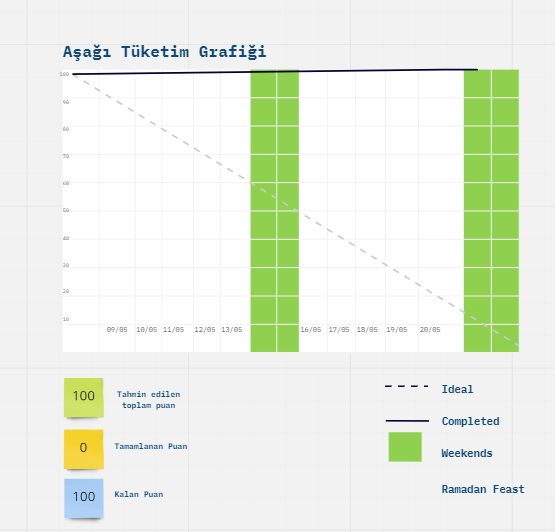 Aşağı Tüketim Grafiği
100
90
80
70
60
50
40
30
20
10
09/05 10/05 11/05 12/05 13/05 16/05 17/05 18/05 19/05 20/05
100 Tahmin edilen
toplam puan
0 Tamamlanan Puan
100 Kalan Puan
Ideal
Completed
Weekends
Ramadan Feast